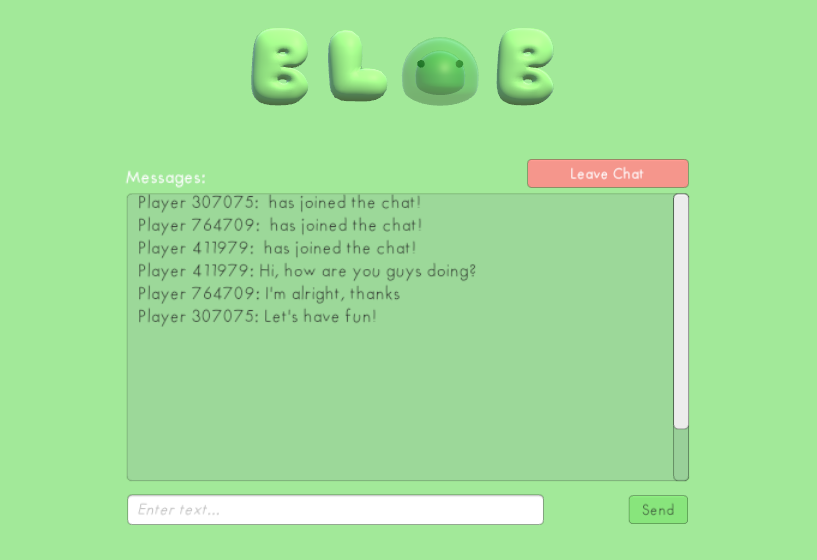 BLOB
Messages:
Leave Chat
Player 307075:  has joined the chat!
Player 764709:  has joined the chat!
Player 411979:  has joined the chat!
Player 411979: Hi, how are you guys doing?
Player 764709: I'm alright, thanks
Player 307075: Let's have fun!
Enter text...
Send